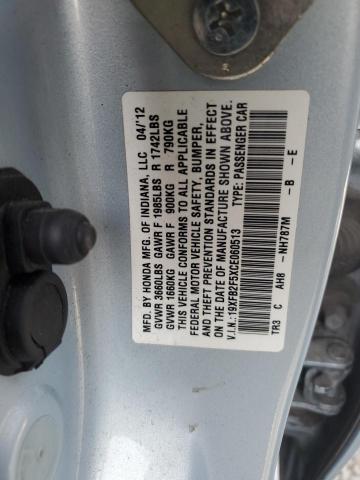 MFD. BY HONDA MFG. OF INDIANA, LLC 04/12
GVWR 3660LBS GAWR F 1985LBS R 1742LBS
GVWR 1660KG GAWR F 900KG R 790KG
THIS VEHICLE CONFORMS TO ALL APPLICABLE
FEDERAL MOTOR VEHICLE SAFETY, BUMPER,
AND THEFT PREVENTION STANDARDS IN EFFECT
ON THE DATE OF MANUFACTURE SHOWN ABOVE.
V.I.N.: 19XFB2F5XCE060513 TYPE: PASSENGER CAR
TR3 C AH8 - NH787M - B - E